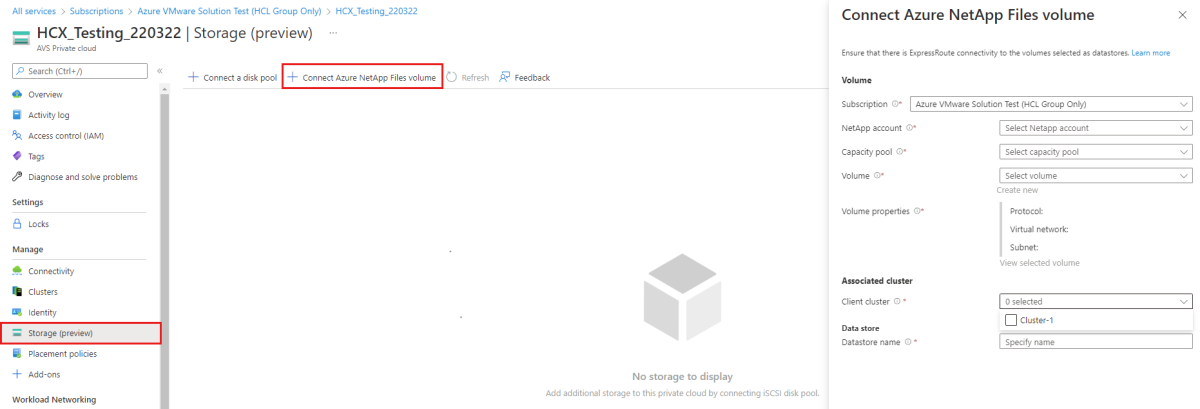 All services > Subscriptions > Azure VMware Solution Test (HCL Group Only) > HCX_Testing_220322
HCX_Testing_220322 | Storage (preview) ...
AVS Private cloud
Search (Ctrl+/)
«
Overview
Activity log
Access control (IAM)
Tags
Diagnose and solve problems
Settings
Locks
Manage
Connectivity
Clusters
Identity
Storage (preview)
Placement policies
Add-ons
Workload Networking
+ Connect a disk pool + Connect Azure NetApp Files volume Refresh Feedback
No storage to display
Add additional storage to this private cloud by connecting iSCSI disk pool.
Connect Azure NetApp Files volume
Ensure that there is ExpressRoute connectivity to the volumes selected as datastores. Learn more
Volume
Subscription * Azure VMware Solution Test (HCL Group Only)
NetApp account * Select Netapp account
Capacity pool * Select capacity pool
Volume * Select volume
Create new
Volume properties * Protocol:
Virtual network:
Subnet:
View selected volume
Associated cluster
Client cluster * 0 selected
Cluster-1
Data store
Datastore name * Specify name